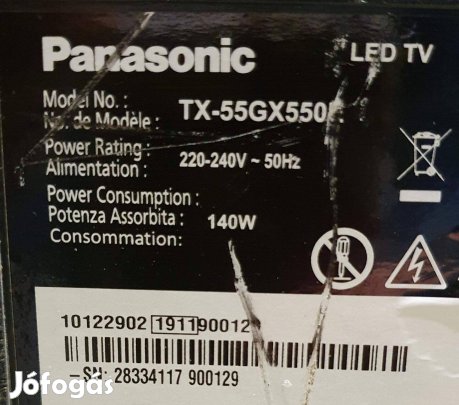 Panasonic LED TV
Model No. :
No. de Modèle: TX-55GX550
Power Rating :
Alimentation : 220-240V ~ 50Hz
Power Consumption :
Potenza Assorbita : 140W
Consommation:
10122902 1911 90012
SN: 28334117 900129
Jófogás